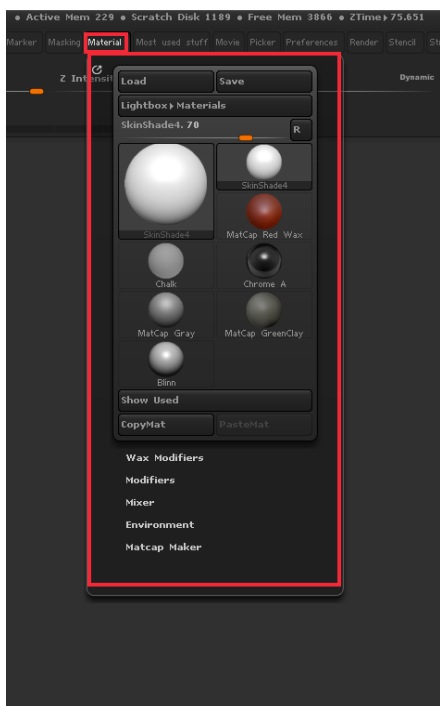 ● Active Mem 229 ● Scratch Disk 1189 ● Free Mem 3866 ● ZTime▸75.651
Marker Masking Material Most used stuff Movie Picker Preferences Render Stencil
Z Intensit Dynamic
Load Save
Lightbox▸Materials
SkinShade4. 70 R
SkinShade4 SkinShade4
MatCap Red Wax
Chalk Chrome A
MatCap Gray MatCap GreenClay
Blinn
Show Used
CopyMat PasteMat
Wax Modifiers
Modifiers
Mixer
Environment
Matcap Maker